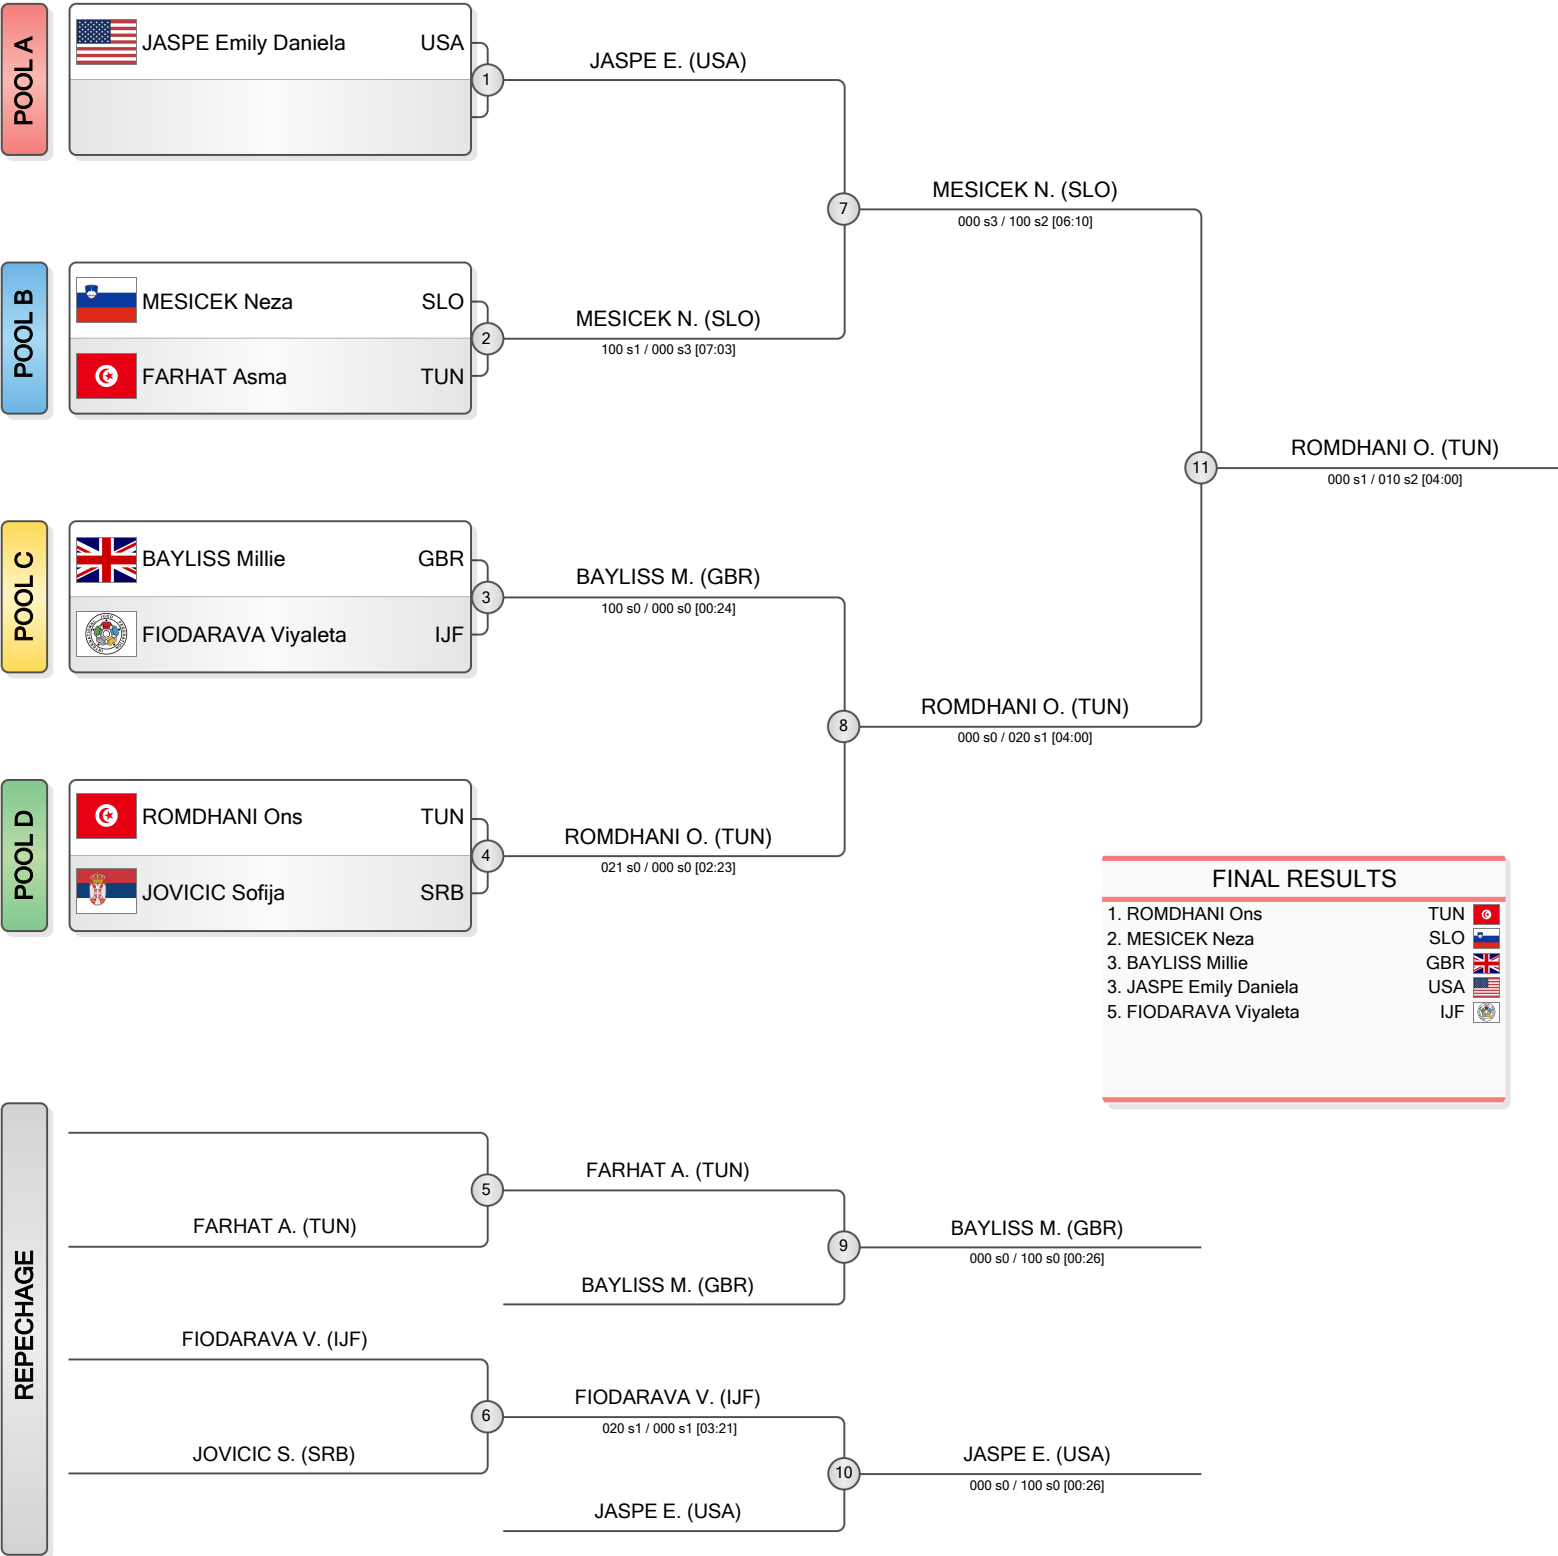 POOL A
JASPE Emily Daniela USA
1
JASPE E. (USA)
7
MESICEK N. (SLO)
000 s3 / 100 s2 [06:10]
POOL B
MESICEK Neza SLO
FARHAT Asma TUN
2
MESICEK N. (SLO)
100 s1 / 000 s3 [07:03]
11
ROMDHANI O. (TUN)
000 s1 / 010 s2 [04:00]
POOL C
BAYLISS Millie GBR
FIODARAVA Viyaleta IJF
3
BAYLISS M. (GBR)
100 s0 / 000 s0 [00:24]
8
ROMDHANI O. (TUN)
000 s0 / 020 s1 [04:00]
POOL D
ROMDHANI Ons TUN
JOVICIC Sofija SRB
4
ROMDHANI O. (TUN)
021 s0 / 000 s0 [02:23]
FINAL RESULTS
1. ROMDHANI Ons TUN
2. MESICEK Neza SLO
3. BAYLISS Millie GBR
3. JASPE Emily Daniela USA
5. FIODARAVA Viyaleta IJF
REPECHAGE
FARHAT A. (TUN)
5
FARHAT A. (TUN)
BAYLISS M. (GBR)
9
BAYLISS M. (GBR)
000 s0 / 100 s0 [00:26]
FIODARAVA V. (IJF)
JOVICIC S. (SRB)
6
FIODARAVA V. (IJF)
020 s1 / 000 s1 [03:21]
JASPE E. (USA)
10
JASPE E. (USA)
000 s0 / 100 s0 [00:26]